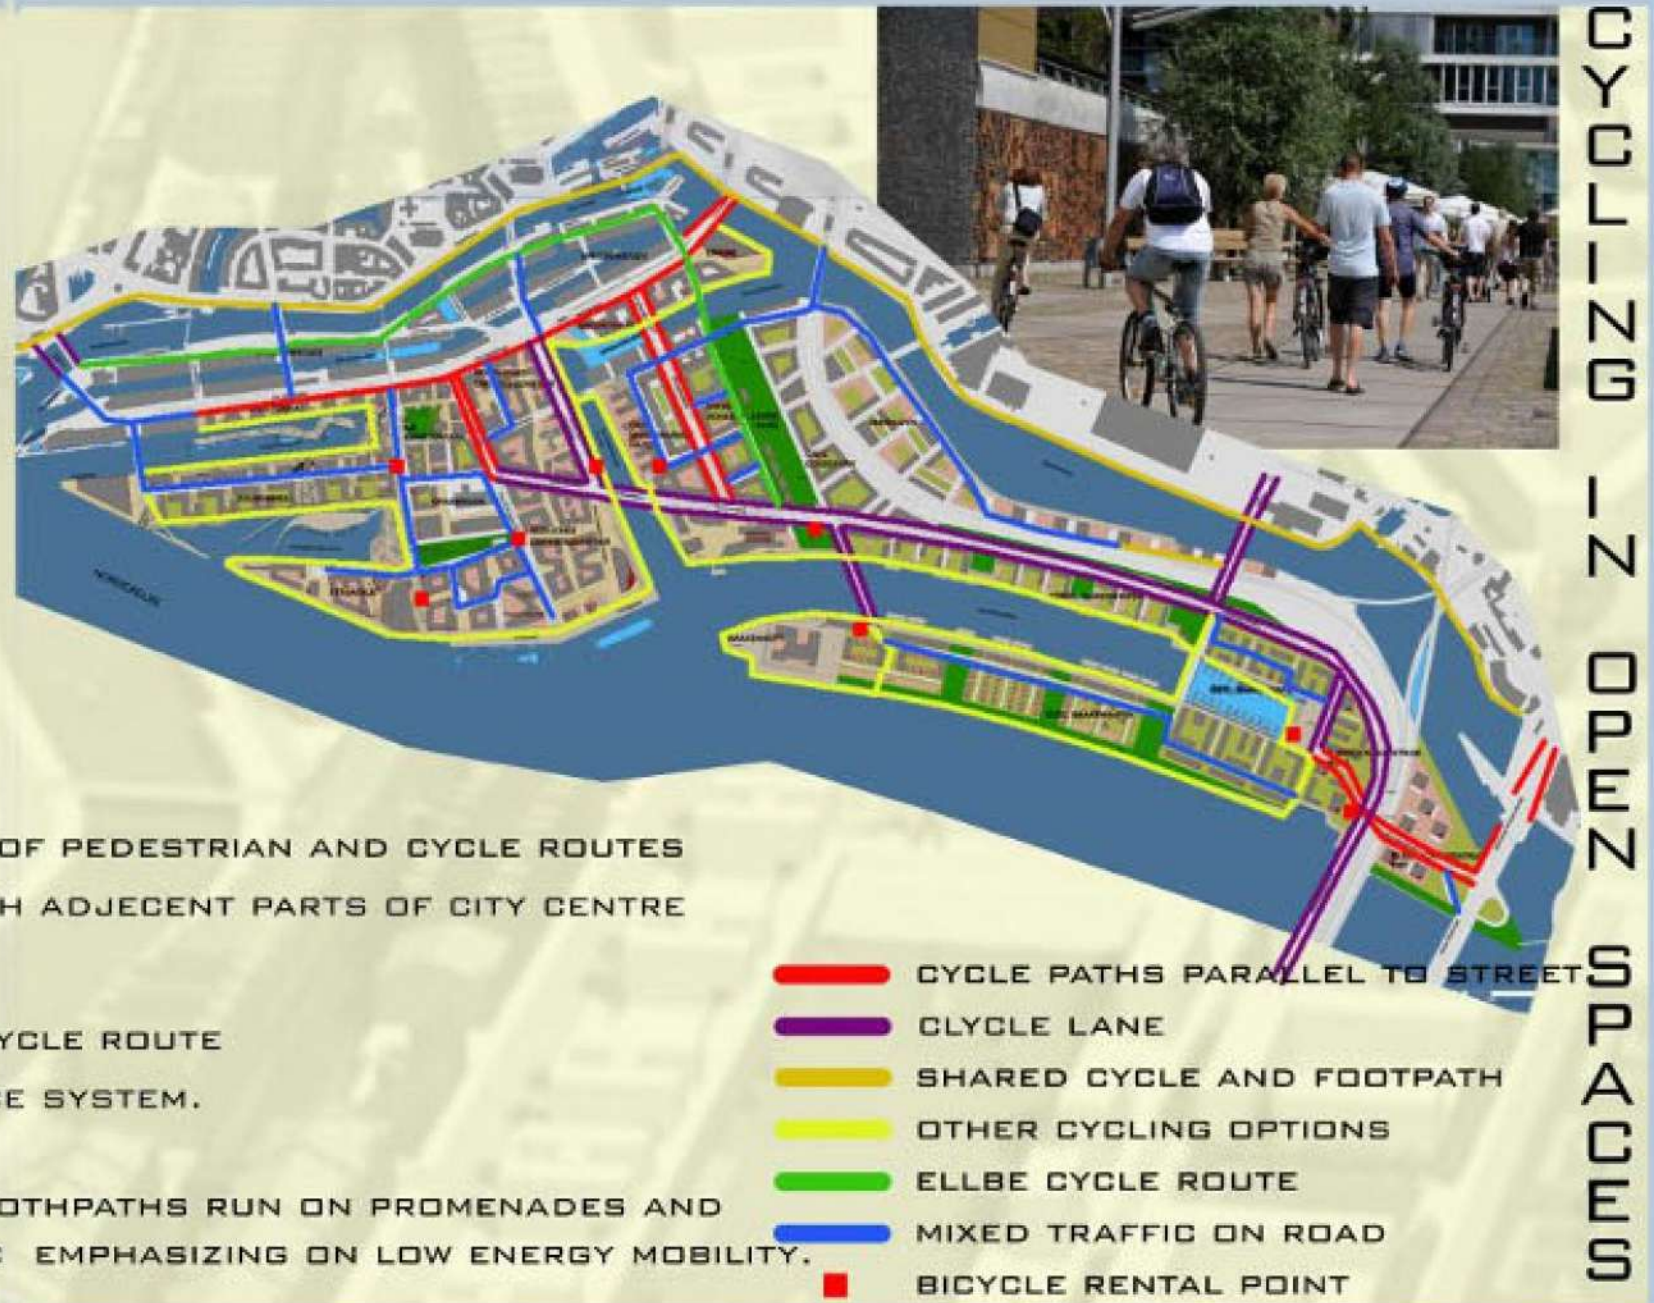 CYCLING IN OPEN SPACES
NORDERELBE
OF PEDESTRIAN AND CYCLE ROUTES
H ADJECENT PARTS OF CITY CENTRE
YCLE ROUTE
CE SYSTEM.
OTHPATHS RUN ON PROMENADES AND
EMPHASIZING ON LOW ENERGY MOBILITY.
CYCLE PATHS PARALLEL TO STREET
CLYCLE LANE
SHARED CYCLE AND FOOTPATH
OTHER CYCLING OPTIONS
ELLBE CYCLE ROUTE
MIXED TRAFFIC ON ROAD
BICYCLE RENTAL POINT